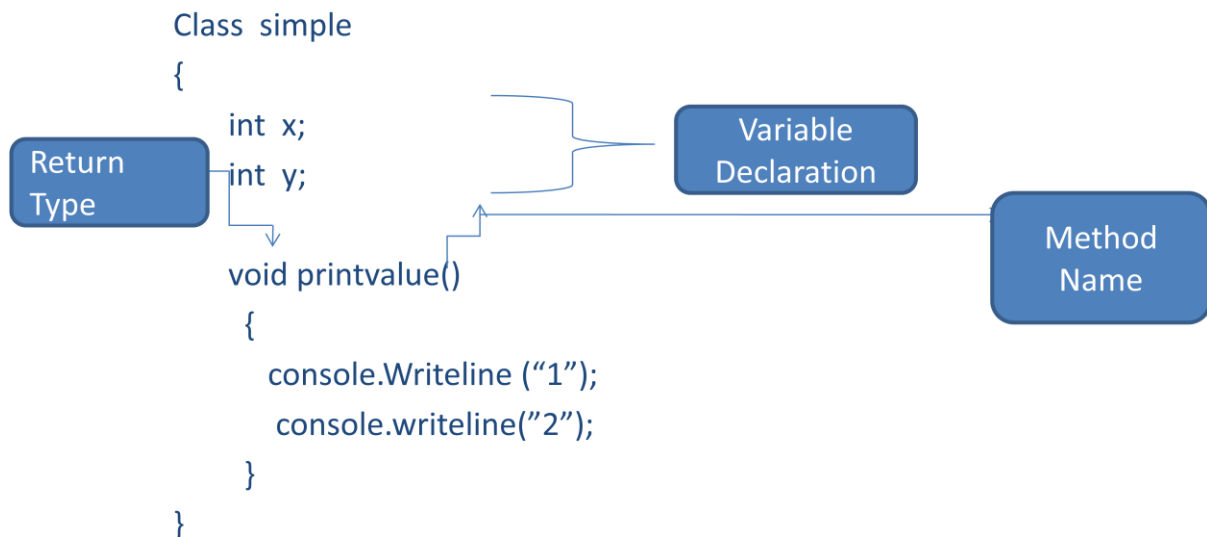 Class simple
{
int x;
int y;
Return
Type
Variable
Declaration
Method
Name
void printvalue()
{
console.Writeline (“1”);
console.writeline(”2”);
}
}